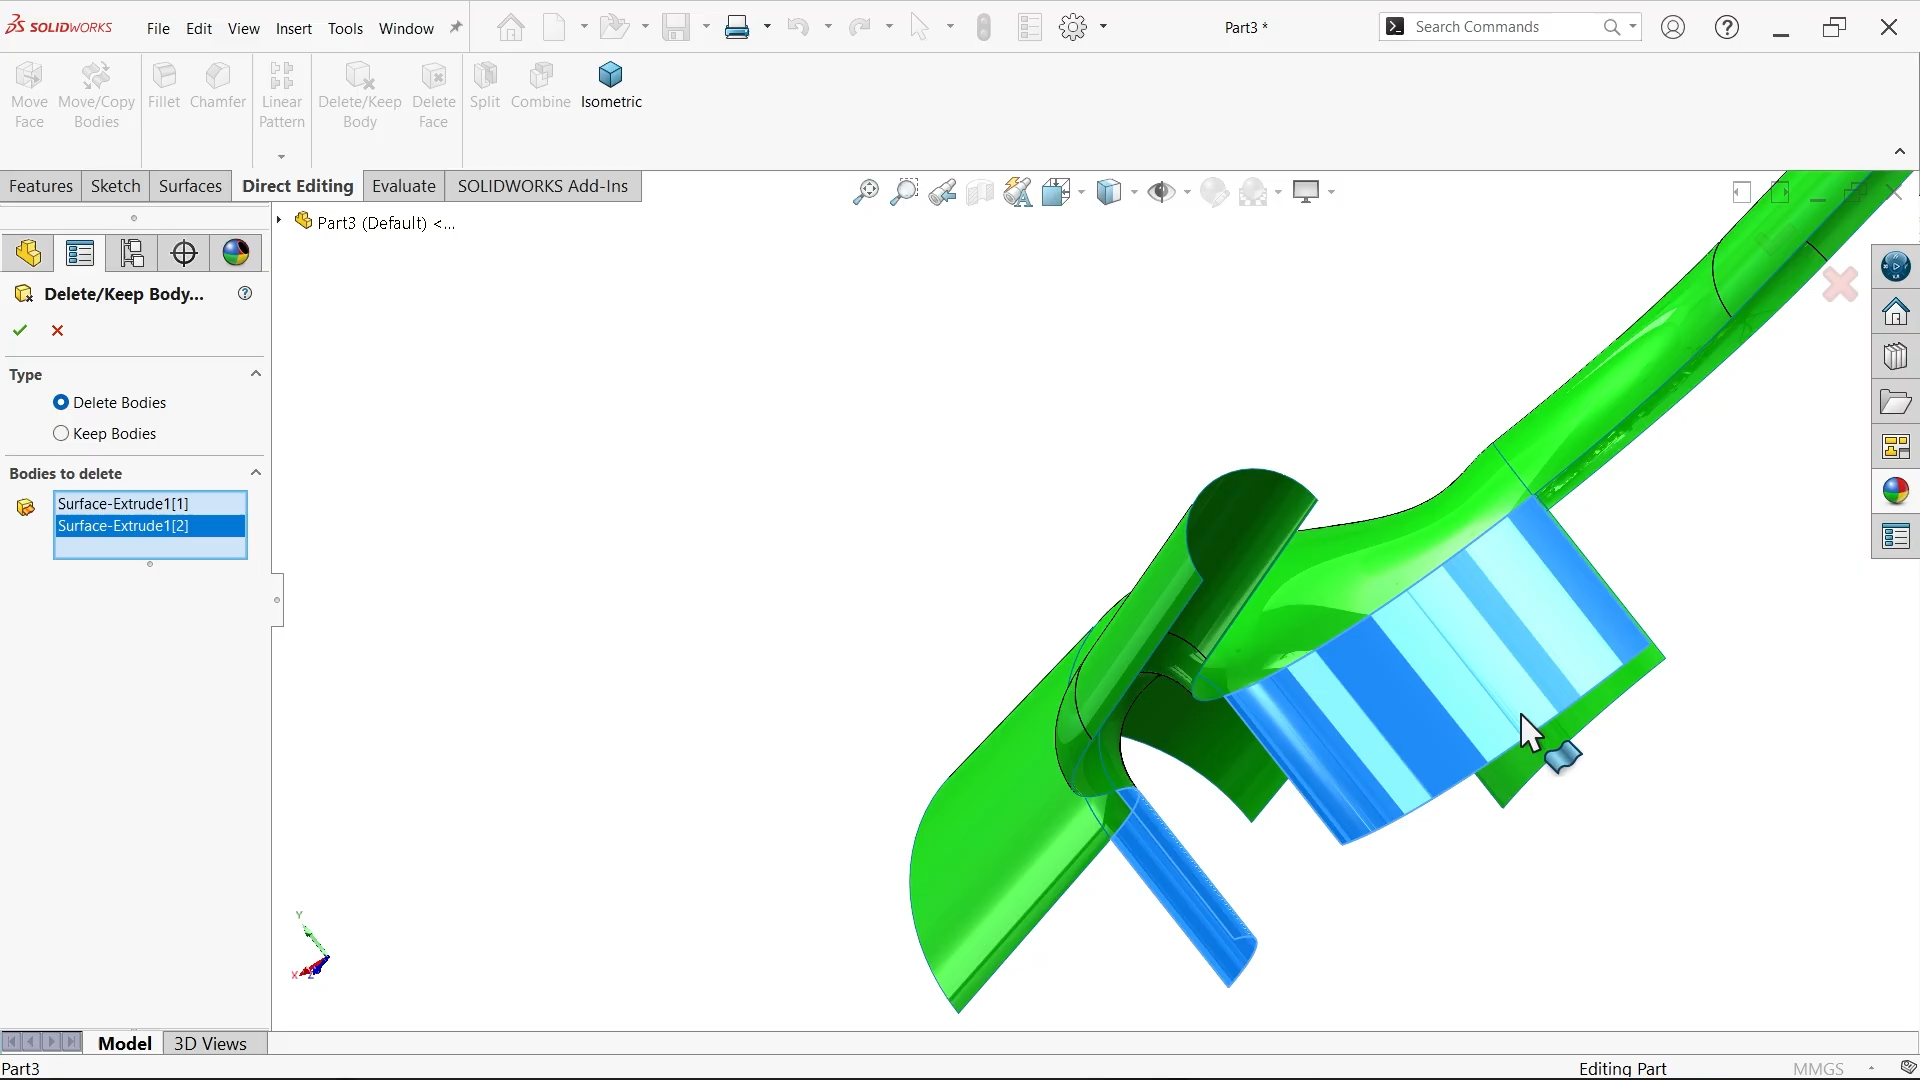 SOLIDWORKS File Edit View Insert Tools Window Part3 * Search Commands
Move Face
Move/Copy Bodies
Fillet
Chamfer
Linear Pattern
Delete/Keep Body
Delete Face
Split
Combine
Isometric
Features Sketch Surfaces Direct Editing Evaluate SOLIDWORKS Add-Ins
Part3 (Default) <...
Delete/Keep Body...
Type
Delete Bodies
Keep Bodies
Bodies to delete
Surface-Extrude1[1]
Surface-Extrude1[2]
Y
X
Z
Model 3D Views
Part3 Editing Part MMGS